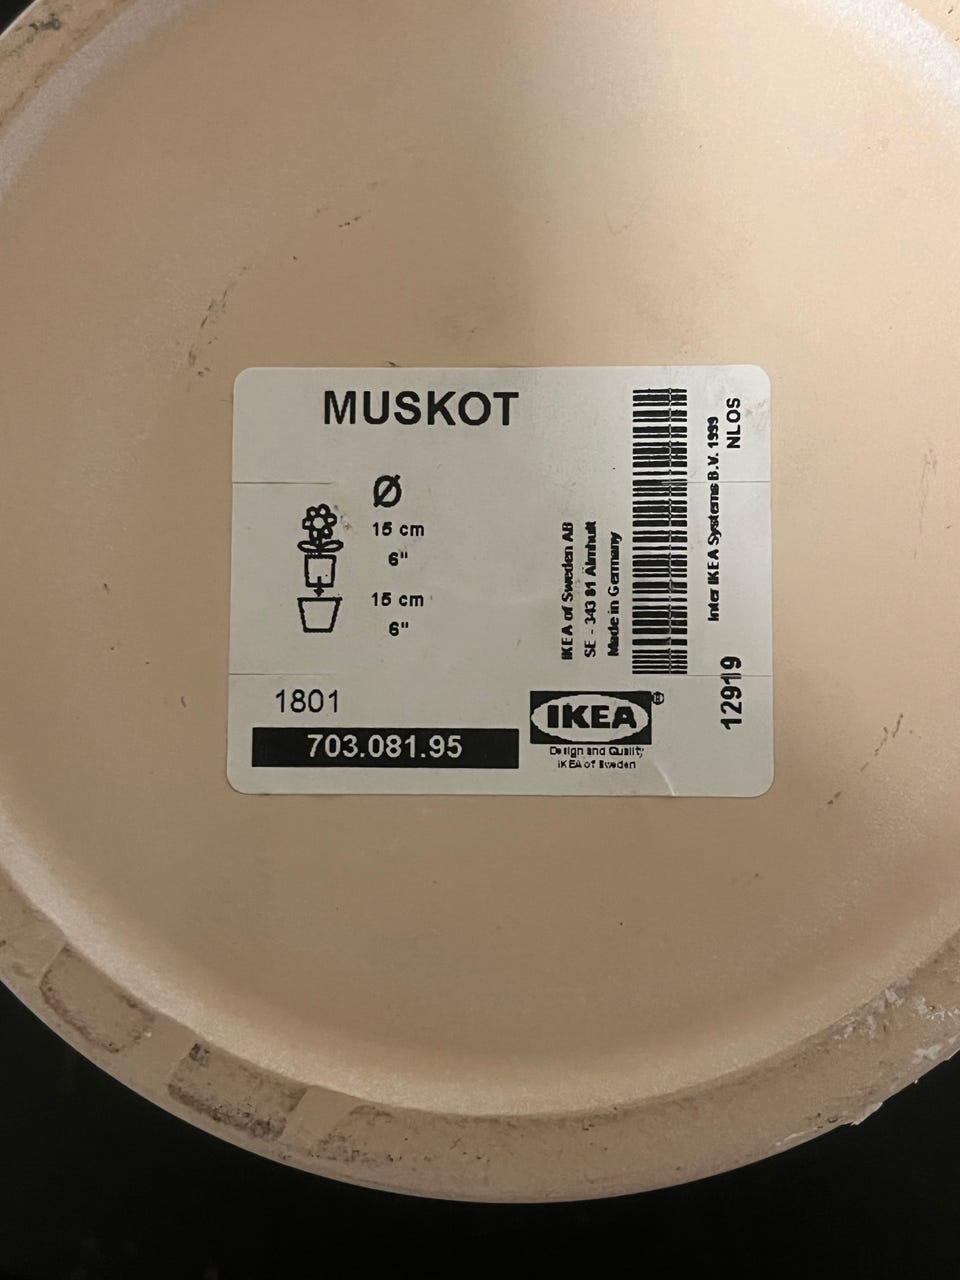 MUSKOT
Ø
15 cm
6"
15 cm
6"
1801
703.081.95
IKEA of Sweden AB
SE - 343 81 Älmhult
Made in Germany
Inter IKEA Systems B.V. 1999
NLOS
12919
IKEA®
Design and Quality
IKEA of Sweden